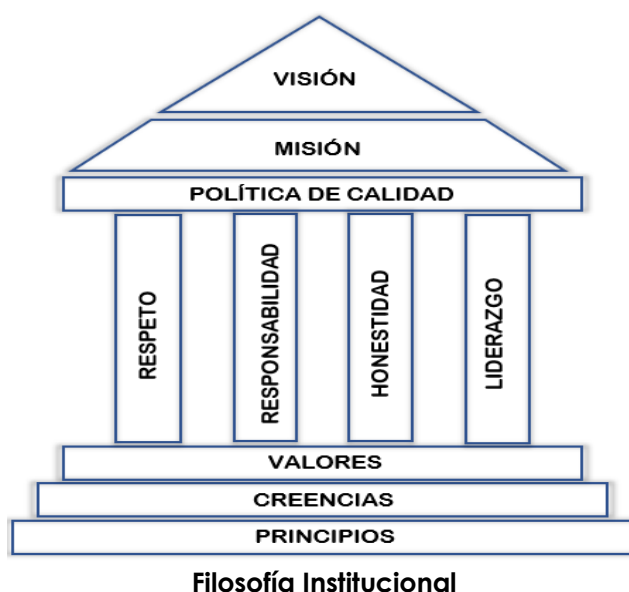 VISIÓN
MISIÓN
POLÍTICA DE CALIDAD
RESPETO
RESPONSABILIDAD
HONESTIDAD
LIDERAZGO
VALORES
CREENCIAS
PRINCIPIOS
Filosofía Institucional